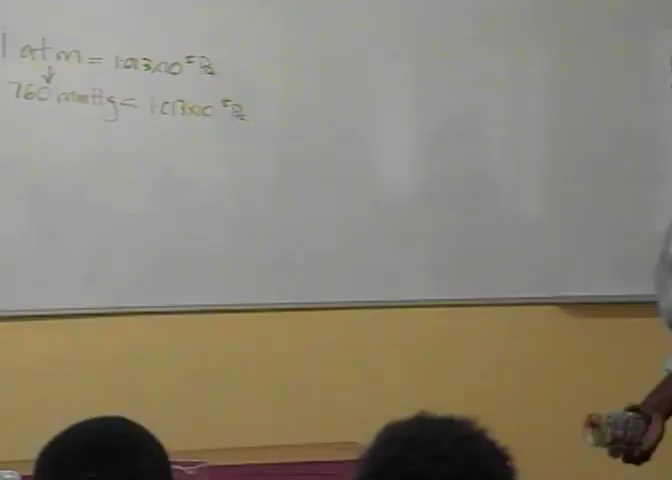 1 atm = 1.013x10⁵ Pa
↓
760 mmHg = 1.013x10⁵ Pa